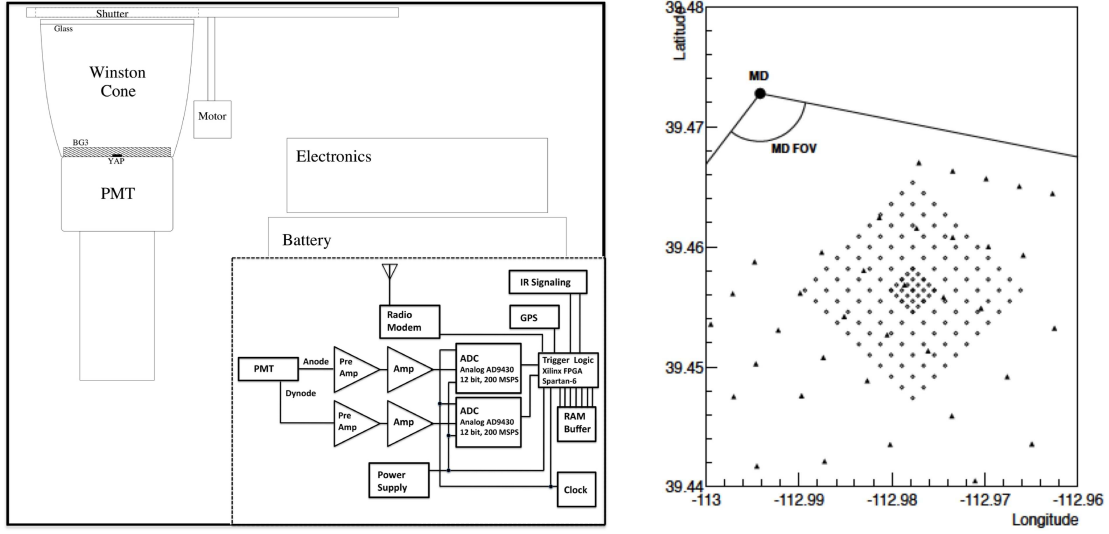 Shutter
Glass
Winston
Cone
Motor
BG3
YAP
PMT
Electronics
Battery
IR Signaling
GPS
Radio
Modem
PMT
Anode
Dynode
Pre
Amp
Amp
ADC
Analog AD9430
12 bit, 200 MSPS
Trigger Logic
Xilinx FPGA
Spartan-6
Pre
Amp
Amp
ADC
Analog AD9430
12 bit, 200 MSPS
RAM
Buffer
Power
Supply
Clock
39.48
Latitude
MD
39.47
MD FOV
39.46
39.45
39.44
-113
-112.99
-112.98
-112.97
-112.96
Longitude